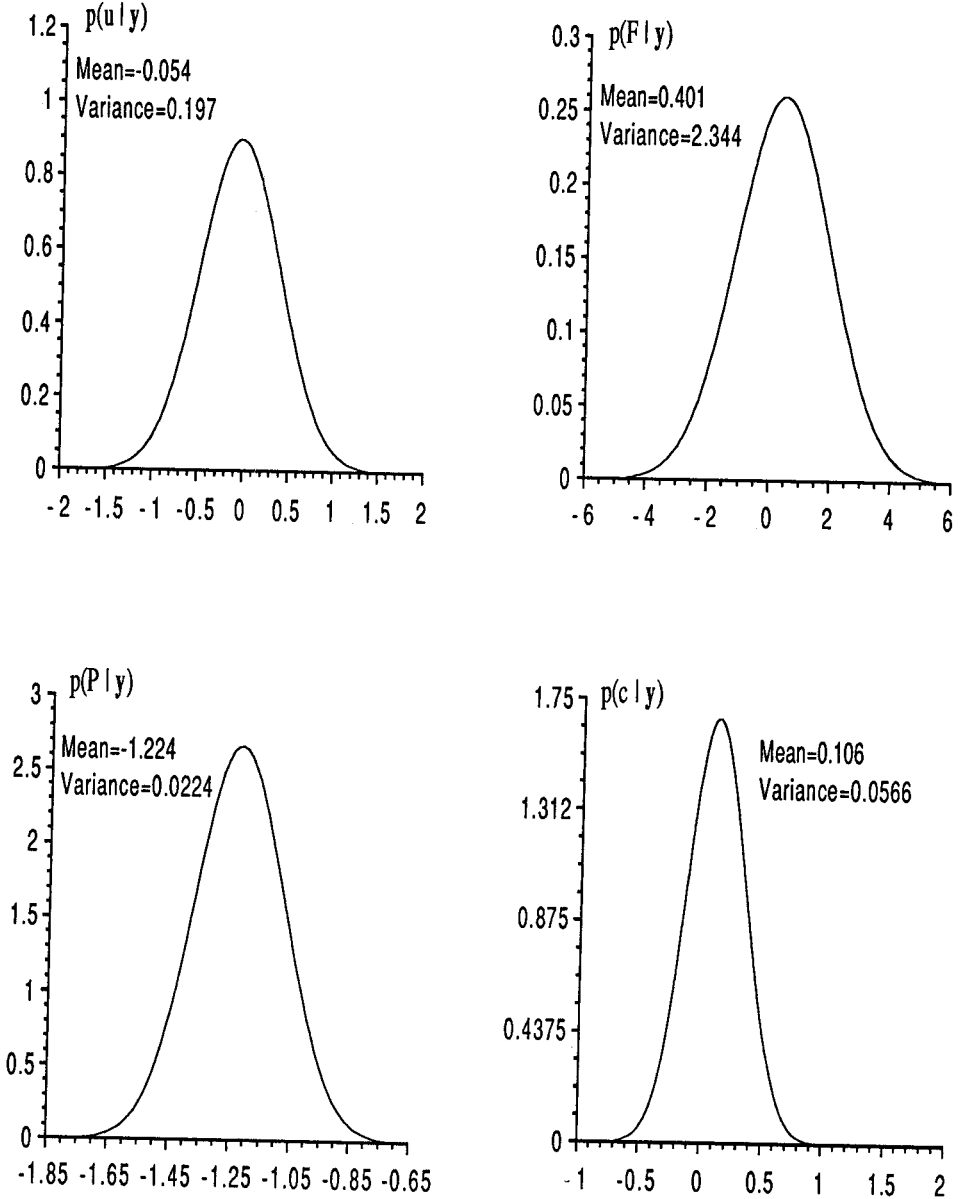 p(u|y)
Mean=-0.054
Variance=0.197
1.2
1
0.8
0.6
0.4
0.2
0
-2 -1.5 -1 -0.5 0 0.5 1 1.5 2
p(F|y)
Mean=0.401
Variance=2.344
0.3
0.25
0.2
0.15
0.1
0.05
0
-6 -4 -2 0 2 4 6
p(P|y)
Mean=-1.224
Variance=0.0224
3
2.5
2
1.5
1
0.5
0
-1.85 -1.65 -1.45 -1.25 -1.05 -0.85 -0.65
p(c|y)
Mean=0.106
Variance=0.0566
1.75
1.312
0.875
0.4375
0
-1 -0.5 0 0.5 1 1.5 2